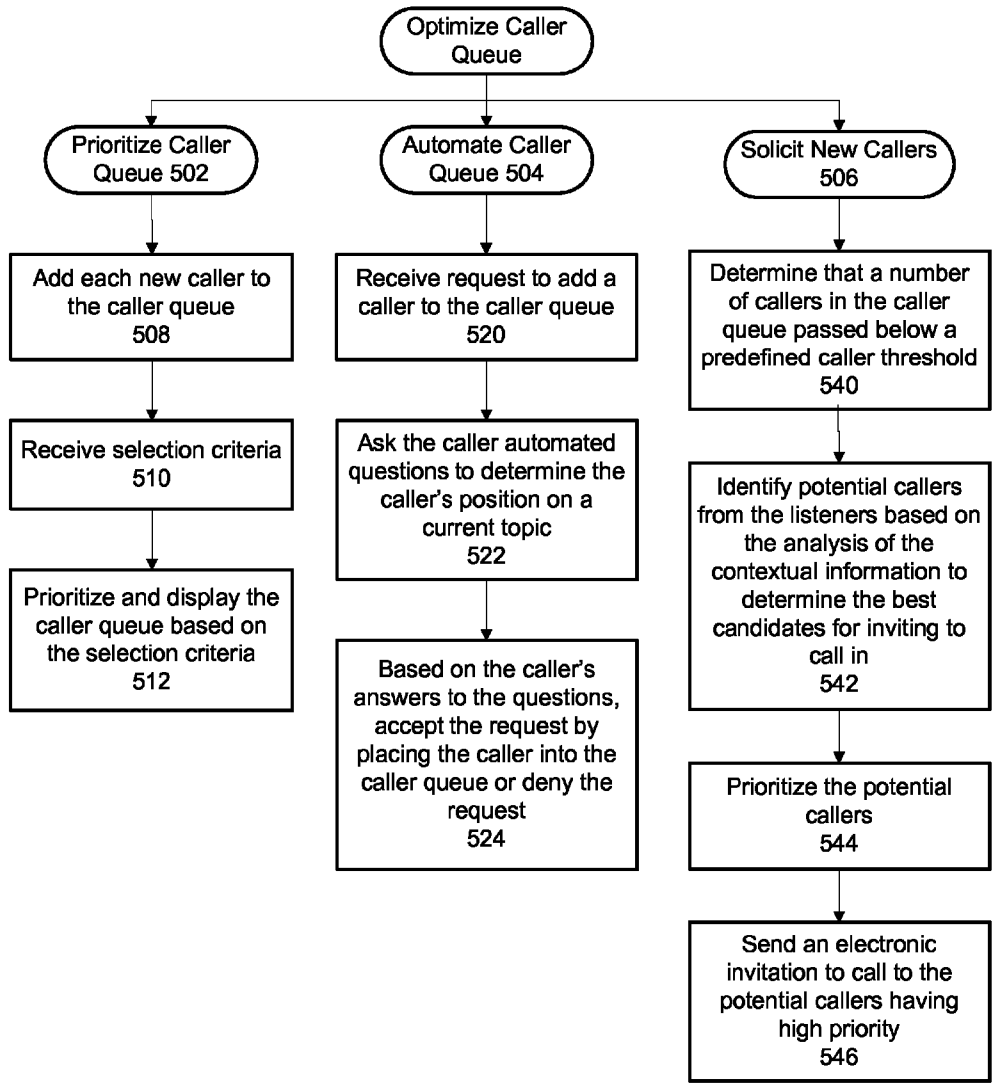 Optimize Caller
Queue
Prioritize Caller
Queue 502
Add each new caller to
the caller queue
508
Receive selection criteria
510
Prioritize and display the
caller queue based on
the selection criteria
512
Automate Caller
Queue 504
Receive request to add a
caller to the caller queue
520
Ask the caller automated
questions to determine the
caller's position on a
current topic
522
Based on the caller's
answers to the questions,
accept the request by
placing the caller into the
caller queue or deny the
request
524
Solicit New Callers
506
Determine that a number
of callers in the caller
queue passed below a
predefined caller threshold
540
Identify potential callers
from the listeners based on
the analysis of the
contextual information to
determine the best
candidates for inviting to
call in
542
Prioritize the potential
callers
544
Send an electronic
invitation to call to the
potential callers having
high priority
546